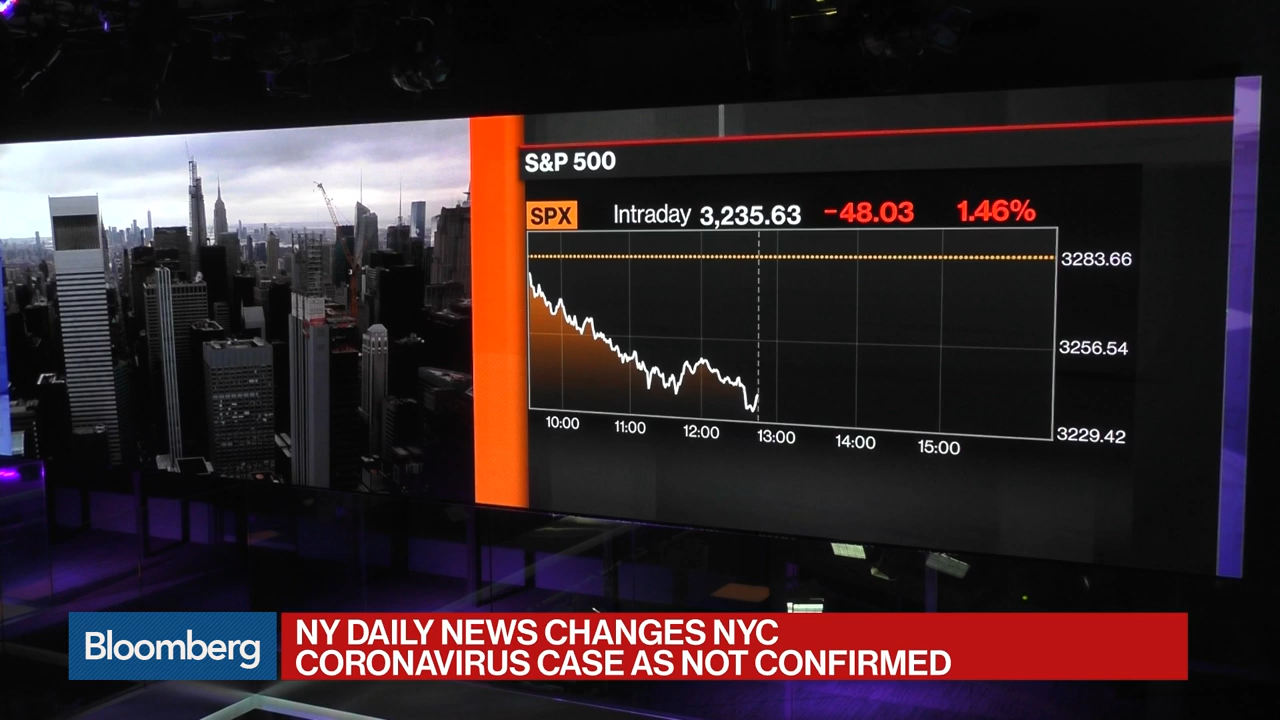 S&P 500
SPX Intraday 3,235.63 -48.03 1.46%
3283.66
3256.54
3229.42
10:00 11:00 12:00 13:00 14:00 15:00
Bloomberg
NY DAILY NEWS CHANGES NYC
CORONAVIRUS CASE AS NOT CONFIRMED